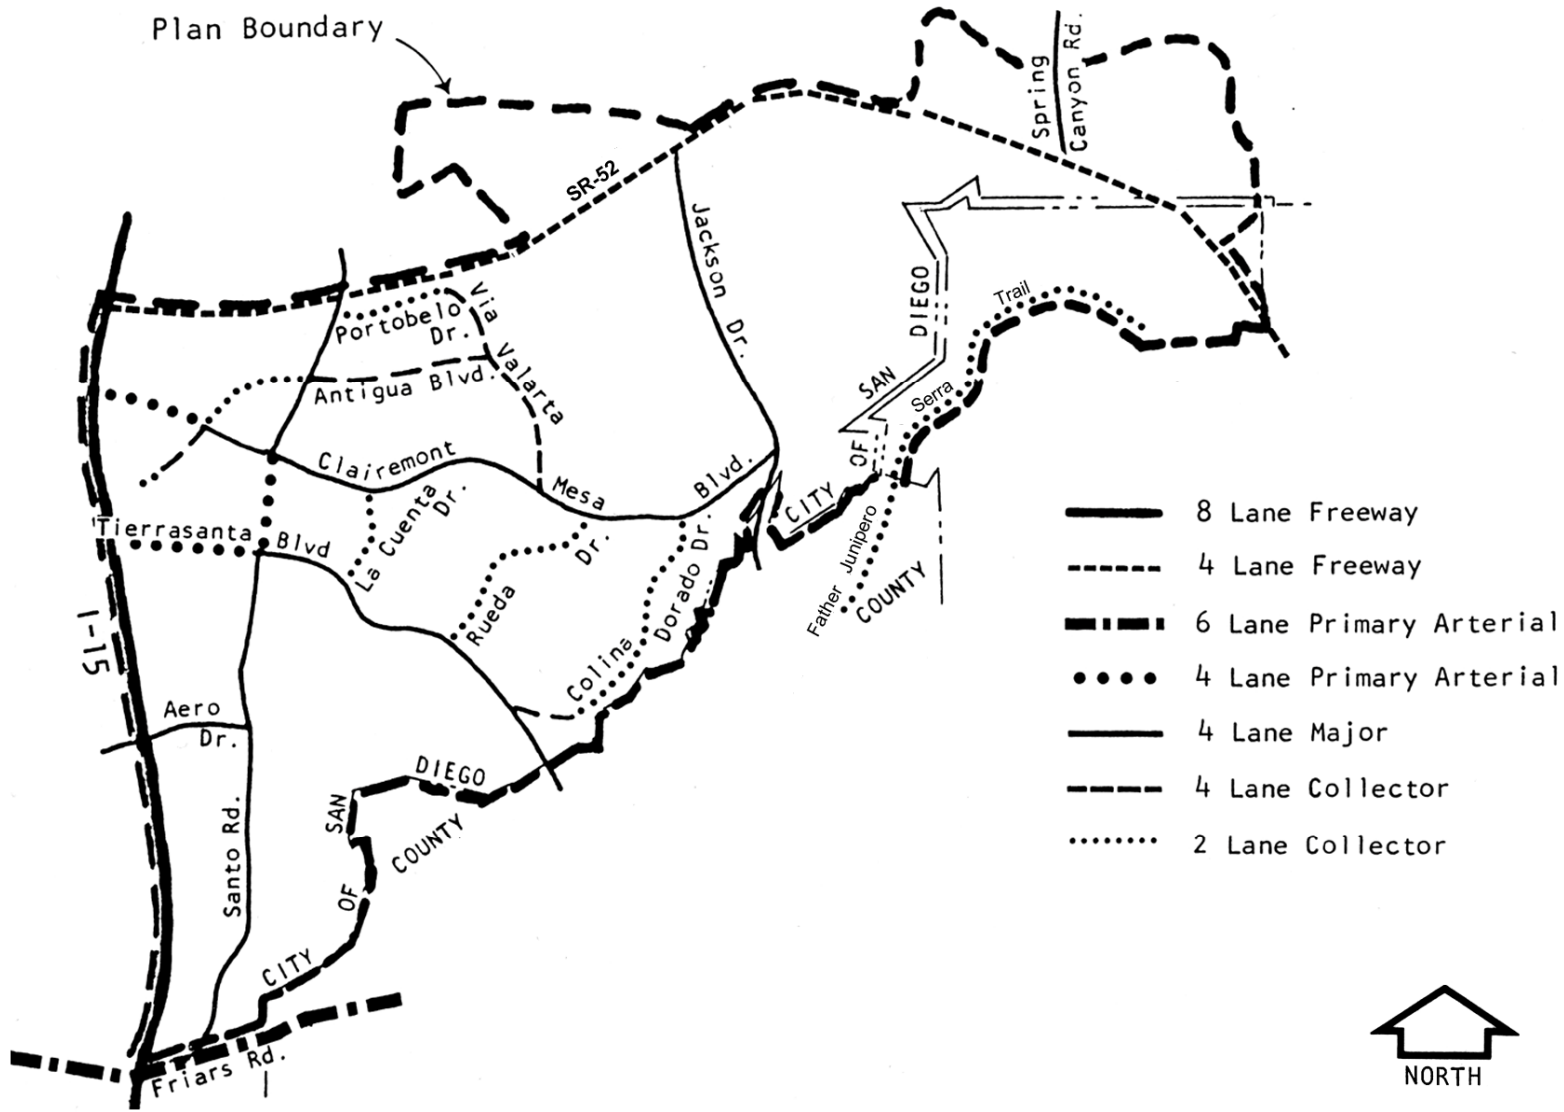 Plan Boundary
Spring
Canyon Rd.
SR-52
Jackson Dr.
Via Valarta
Portobelo
Dr.
Antigua Blvd.
DIEGO
SAN
OF
CITY
COUNTY
Trail
Serra
Junipero
Father
Clairemont Mesa Blvd.
La Cuenta
Dr.
Tierrasanta Blvd
Rueda
Dr.
Colina
Dorado Dr.
I-15
Aero
Dr.
Santo Rd.
DIEGO
SAN
OF
CITY
COUNTY
Friars Rd.
8 Lane Freeway
4 Lane Freeway
6 Lane Primary Arterial
4 Lane Primary Arterial
4 Lane Major
4 Lane Collector
2 Lane Collector
NORTH